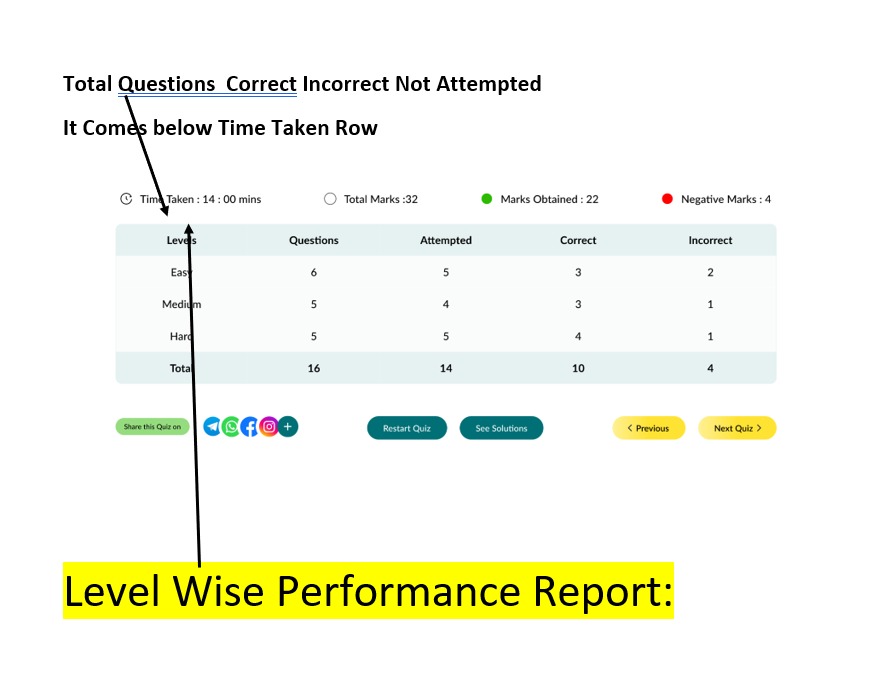 Total Questions  Correct Incorrect Not Attempted
It Comes below Time Taken Row
Time Taken : 14 : 00 mins Total Marks :32 Marks Obtained : 22 Negative Marks : 4
Levels Questions Attempted Correct Incorrect
Easy 6 5 3 2
Medium 5 4 3 1
Hard 5 5 4 1
Total 16 14 10 4
Share this Quiz on Restart Quiz See Solutions < Previous Next Quiz >
Level Wise Performance Report: